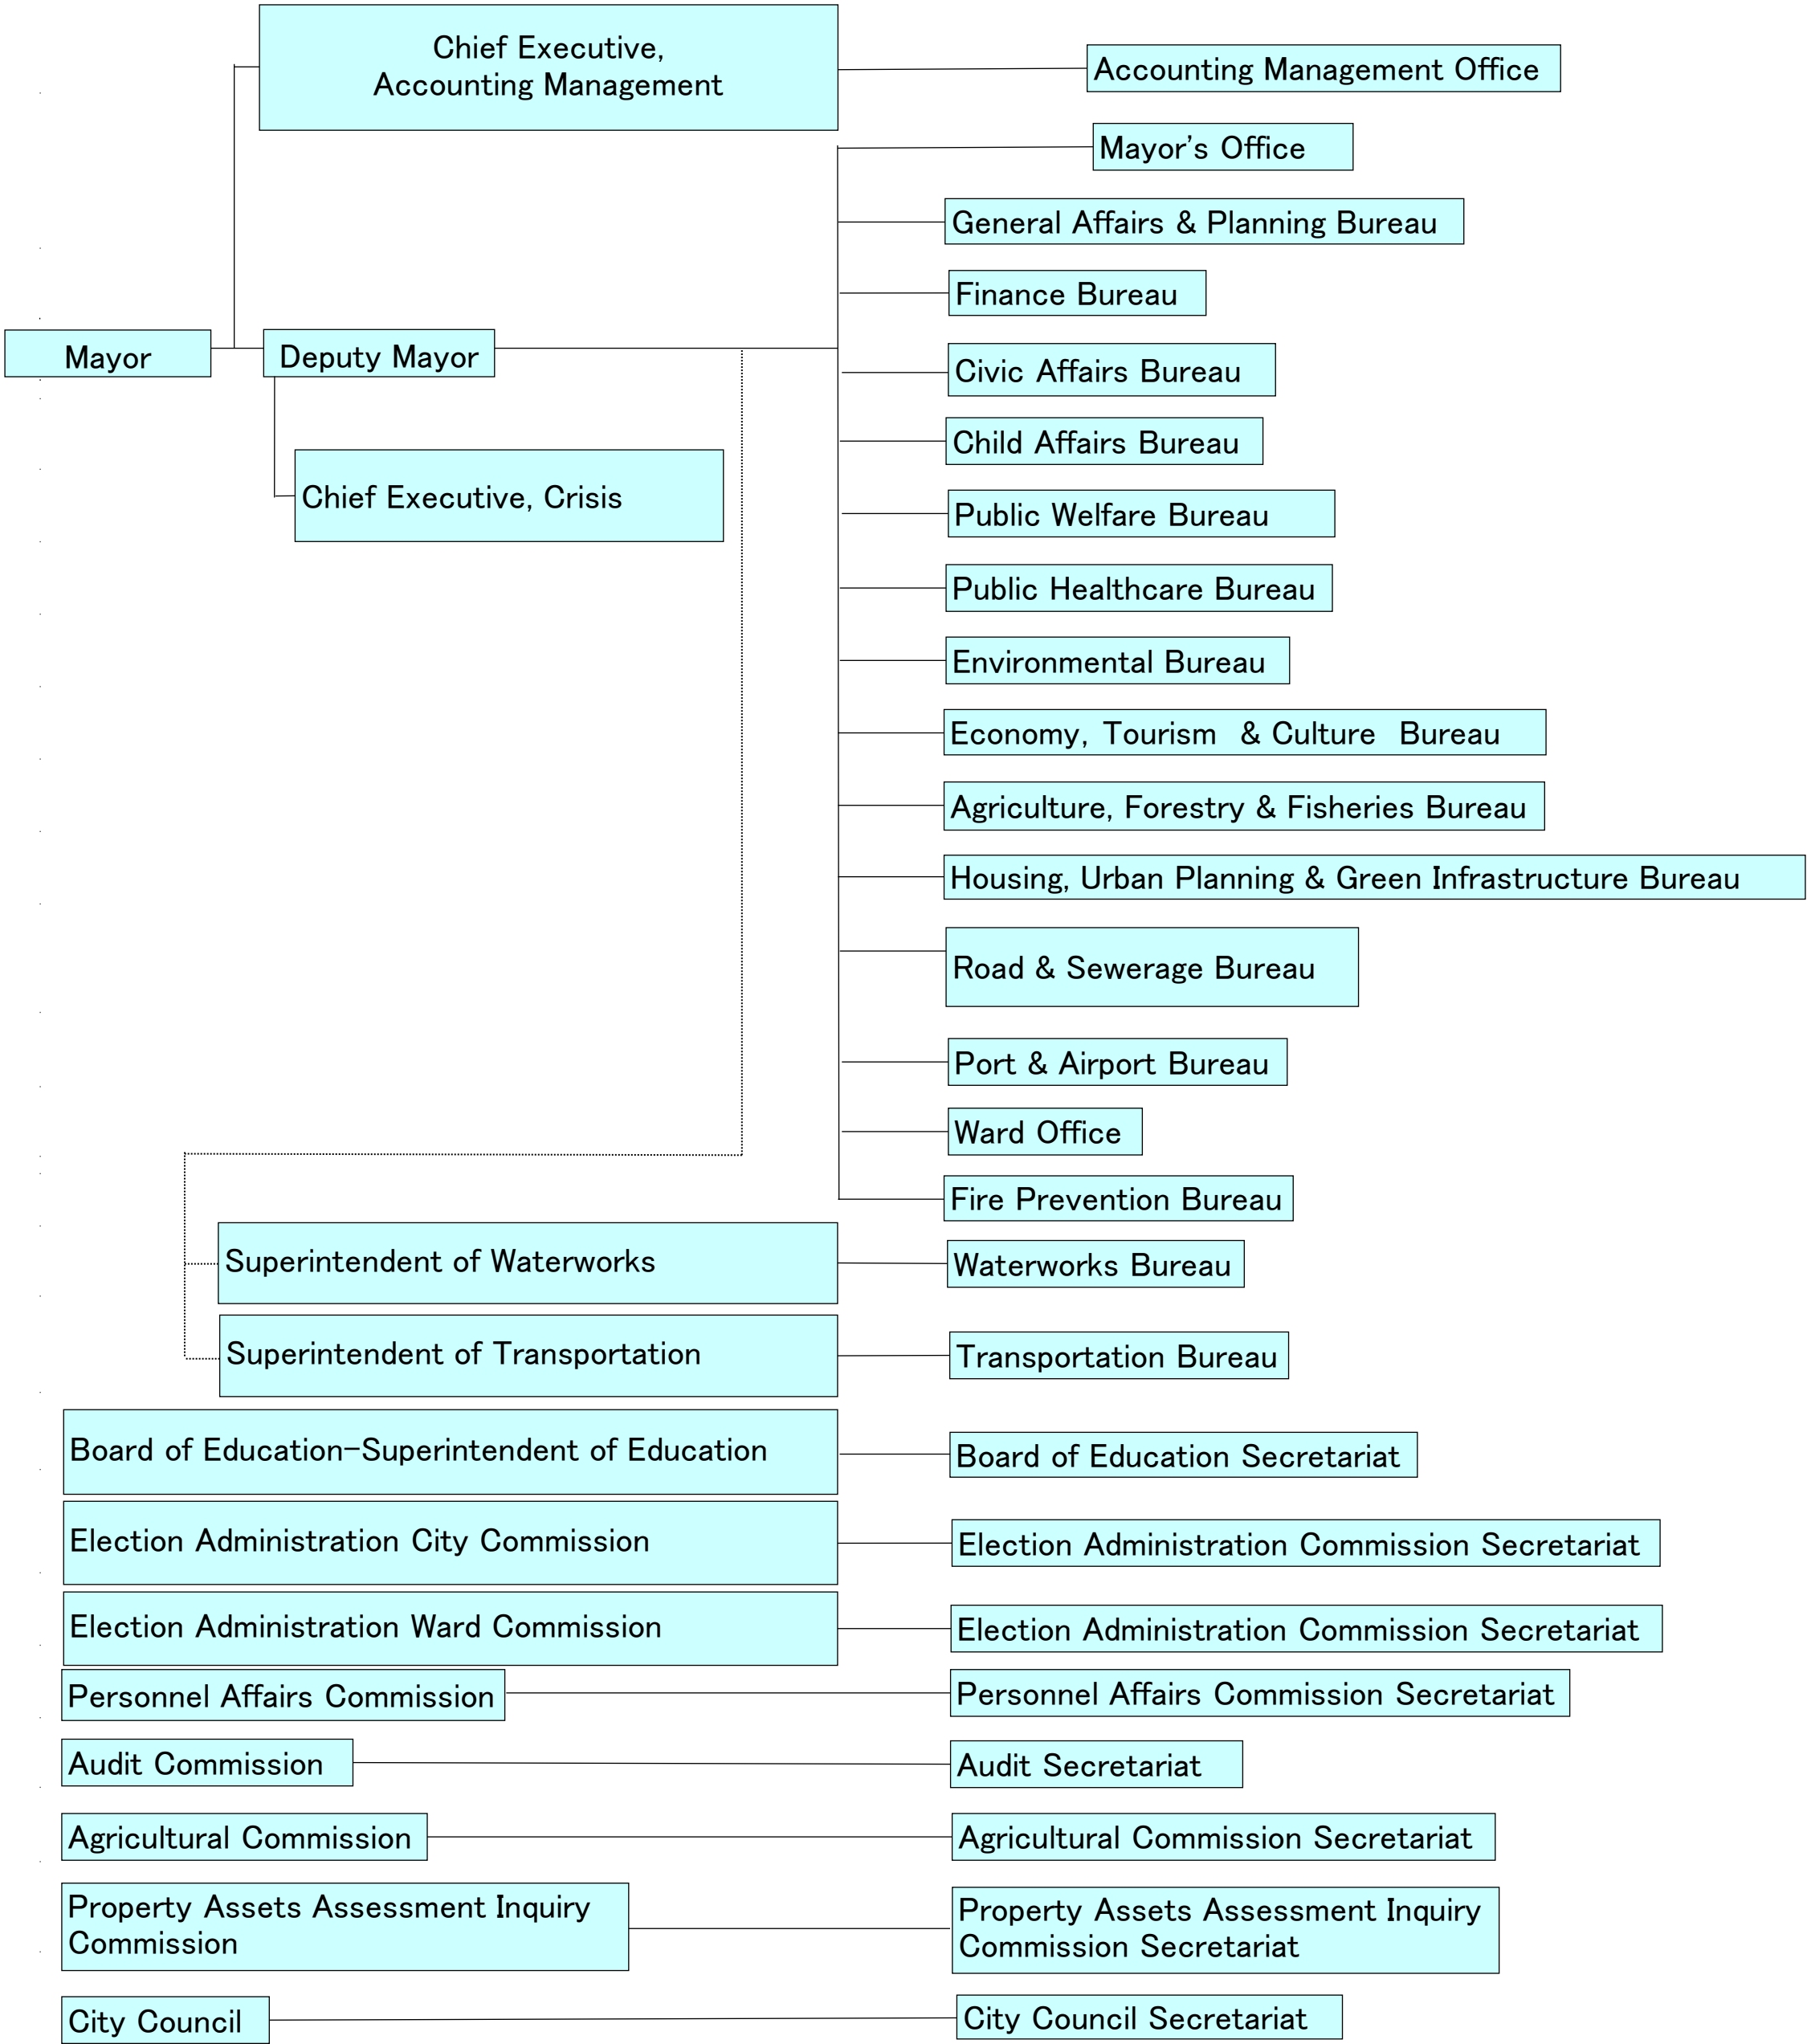 Chief Executive,
Accounting Management
Accounting Management Office
Mayor's Office
General Affairs & Planning Bureau
Finance Bureau
Mayor
Deputy Mayor
Civic Affairs Bureau
Child Affairs Bureau
Chief Executive, Crisis
Public Welfare Bureau
Public Healthcare Bureau
Environmental Bureau
Economy, Tourism & Culture Bureau
Agriculture, Forestry & Fisheries Bureau
Housing, Urban Planning & Green Infrastructure Bureau
Road & Sewerage Bureau
Port & Airport Bureau
Ward Office
Fire Prevention Bureau
Superintendent of Waterworks
Waterworks Bureau
Superintendent of Transportation
Transportation Bureau
Board of Education-Superintendent of Education
Board of Education Secretariat
Election Administration City Commission
Election Administration Commission Secretariat
Election Administration Ward Commission
Election Administration Commission Secretariat
Personnel Affairs Commission
Personnel Affairs Commission Secretariat
Audit Commission
Audit Secretariat
Agricultural Commission
Agricultural Commission Secretariat
Property Assets Assessment Inquiry
Commission
Property Assets Assessment Inquiry
Commission Secretariat
City Council
City Council Secretariat